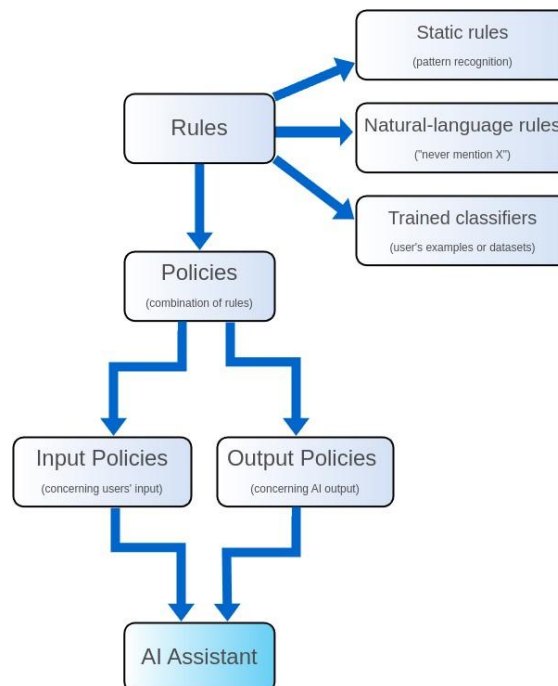 Static rules
(pattern recognition)
Rules
Natural-language rules
("never mention X")
Trained classifiers
(user's examples or datasets)
Policies
(combination of rules)
Input Policies
(concerning users' input)
Output Policies
(concerning AI output)
AI Assistant